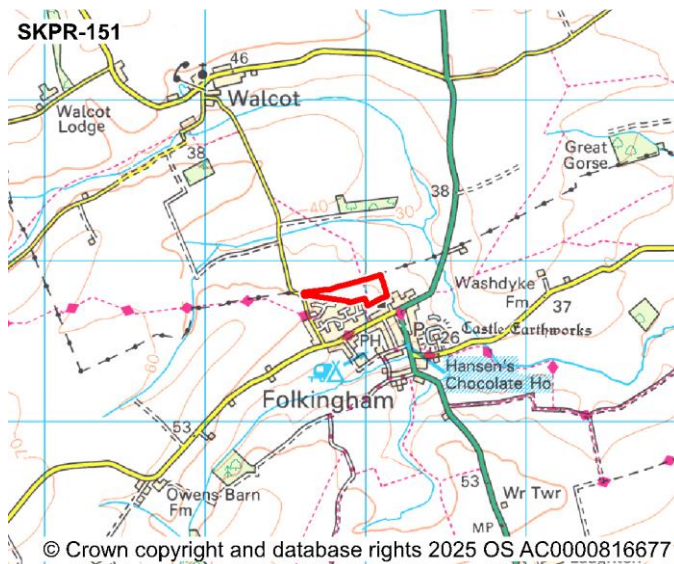 SKPR-151
46
Walcot
Walcot
Lodge
38
Great
Gorse
38
40
30
Washdyke
Fm
37
Castle Earthworks
26
P
PH
60
Hansen's
Chocolate Ho
Folkingham
53
70
Owens Barn
Fm
53
Wr Twr
MP
© Crown copyright and database rights 2025 OS AC0000816677